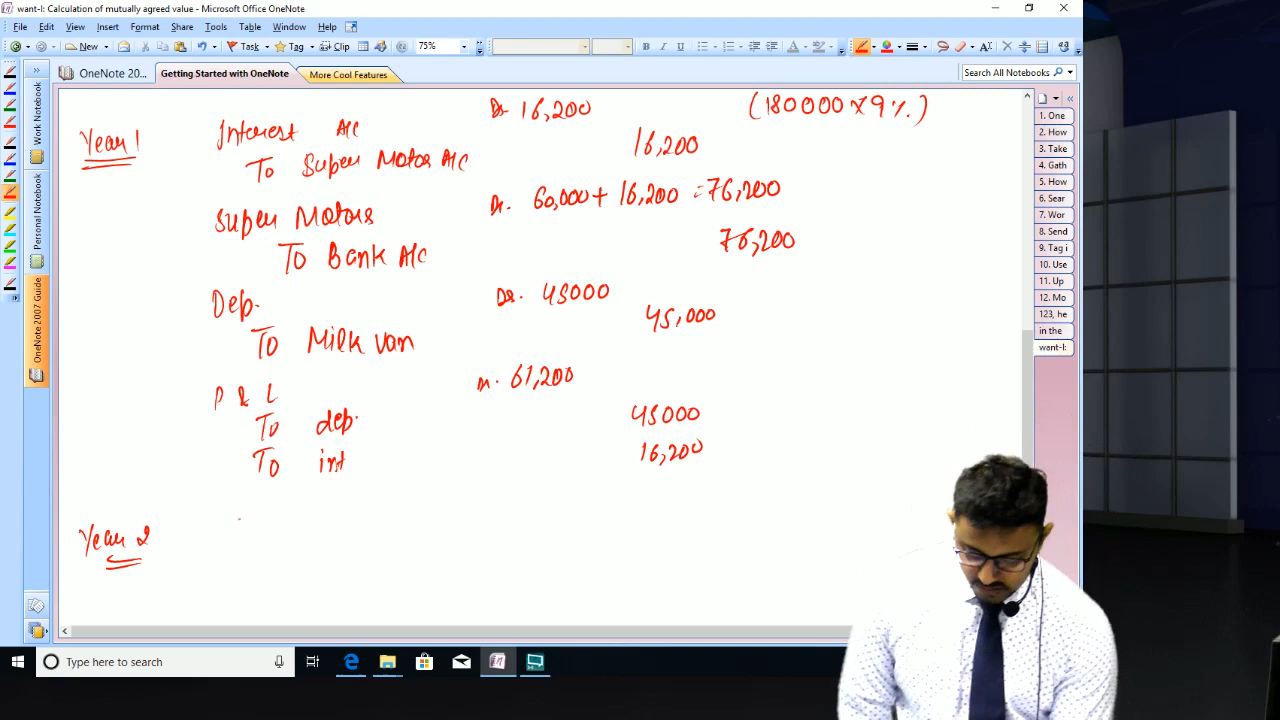 want-l: Calculation of mutually agreed value - Microsoft Office OneNote
File Edit View Insert Format Share Tools Table Window Help
New Task Tag Clip 75%
OneNote 20... Getting Started with OneNote More Cool Features Search All Notebooks
Work Notebook
Personal Notebook
OneNote 2007 Guide
Dr. 16,200 (180000 x 9%)
Year 1 Interest A/c
To Super Motor A/c 16,200
Super Motors Dr. 60,000 + 16,200 = 76,200
To Bank A/c 76,200
Dep. Dr. 45000
To Milk van 45,000
P & L Dr. 61,200
To dep. 45000
To int 16,200
Year 2
1. One
2. How
3. Take
4. Gath
5. How
6. Sear
7. Wor
8. Send
9. Tag i
10. Use
11. Up
12. Mo
123, he
in the
want-l:
Type here to search